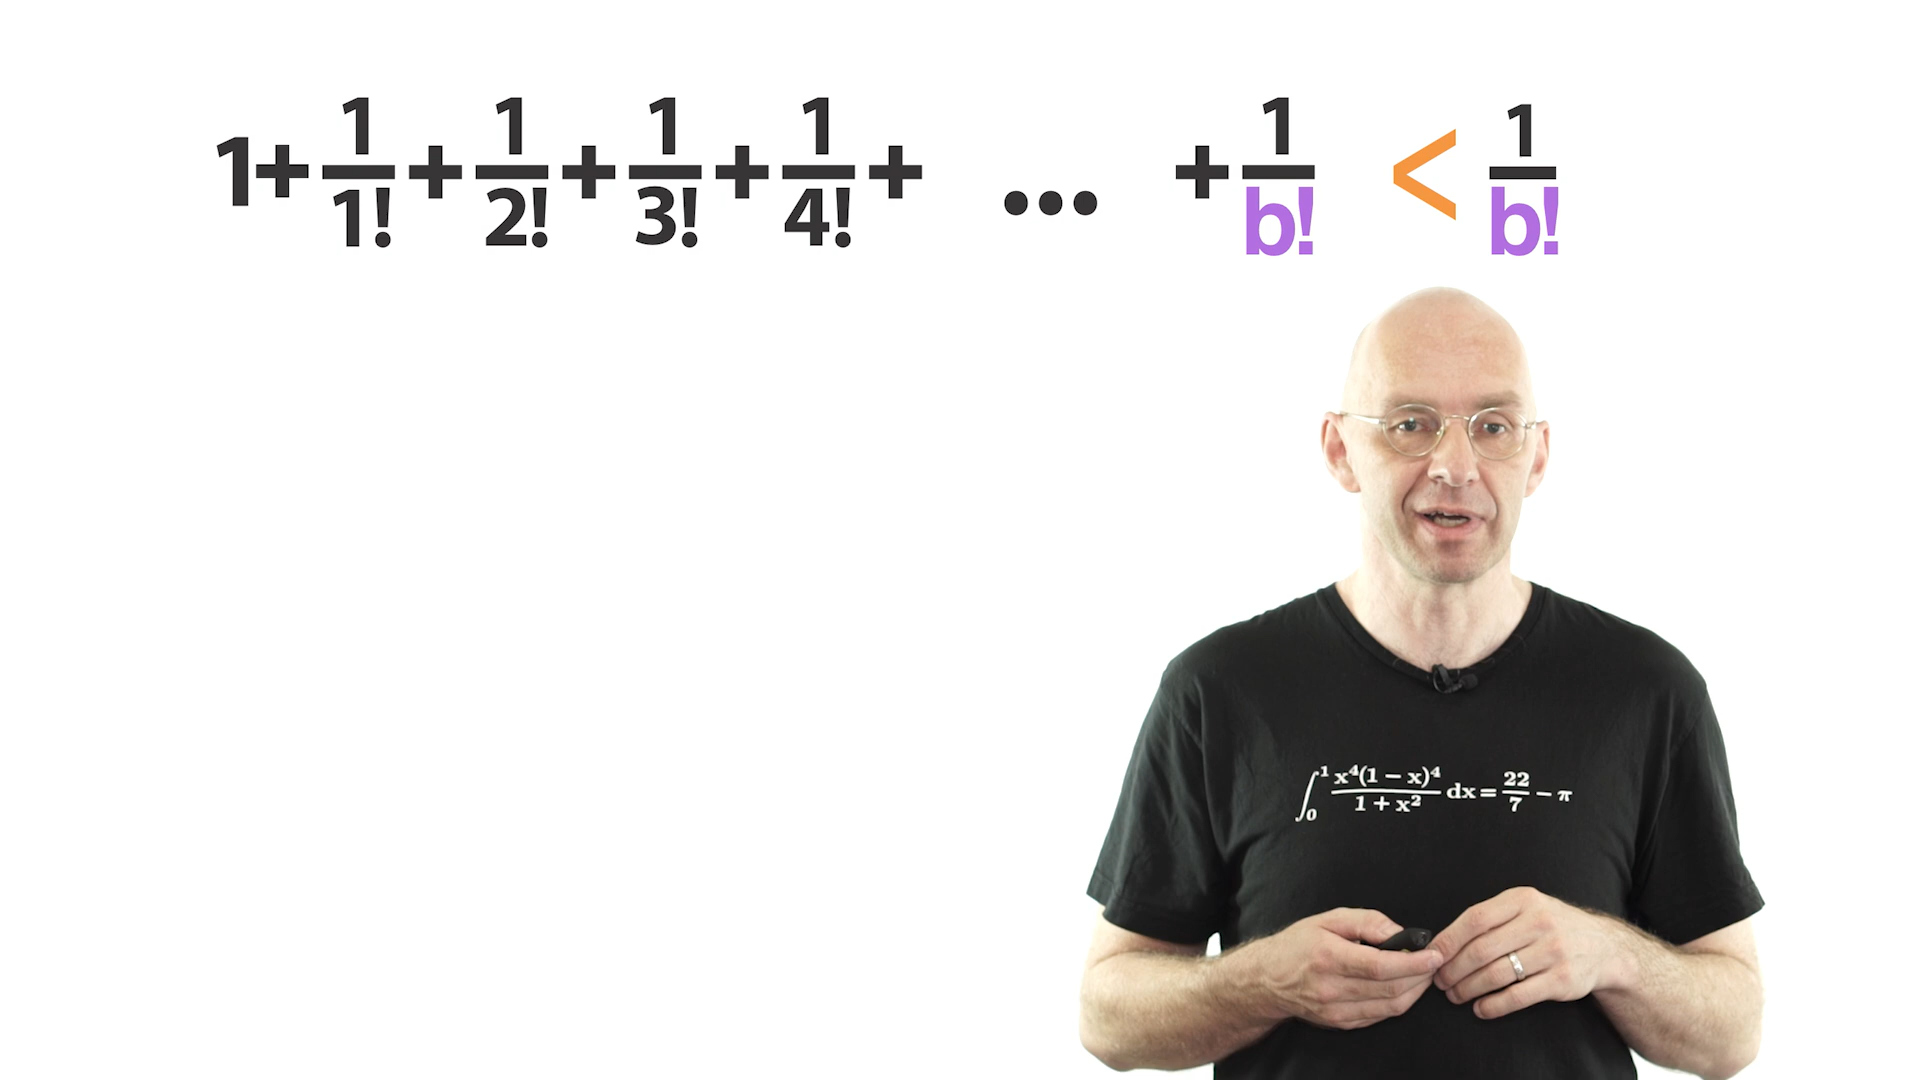 1+1/1!+1/2!+1/3!+1/4!+ ... +1/b! < 1/b!
∫₀¹ x⁴(1 − x)⁴/1 + x² dx = 22/7 − π